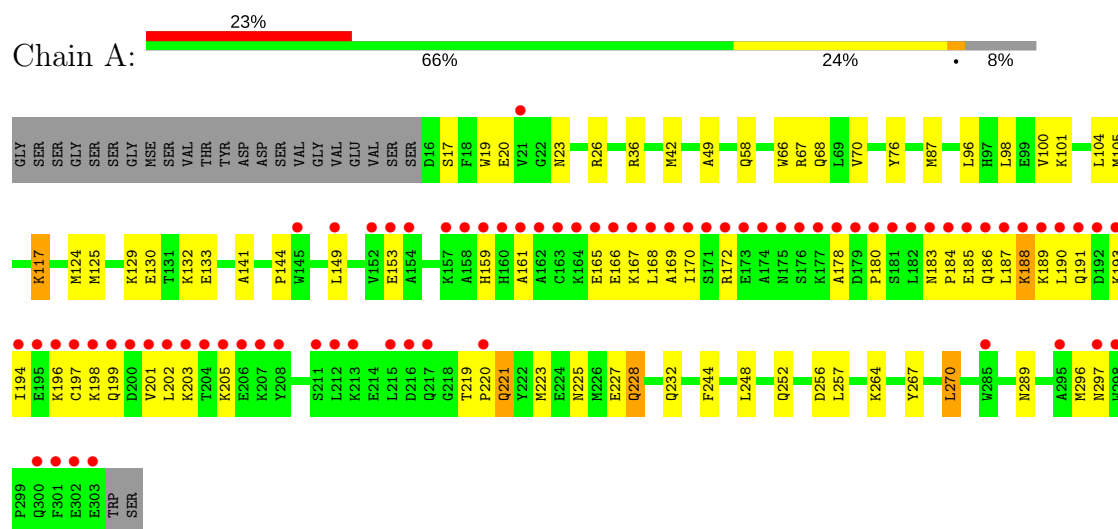 23%
Chain A:
66% 24% • 8%
GLY SER SER GLY SER SER GLY MSE SER VAL THR TYR ASP ASP SER VAL GLY VAL GLU VAL SER SER D16 S17 F18 W19 E20 V21 G22 N23 R26 R36 M42 A49 Q58 W66 R67 Q68 L69 V70 Y76 M87 L96 H97 L98 E99 V100 K101 L104 M105
K117 M124 M125 K129 E130 T131 K132 E133 A141 P144 W145 L149 V152 E153 A154 K157 A158 H159 H160 A161 A162 C163 K164 E165 E166 K167 L168 A169 I170 S171 R172 E173 A174 N175 S176 K177 A178 D179 P180 S181 L182 N183 P184 E185 Q186 L187 K188 K189 L190 Q191 D192 K193
I194 E195 K196 C197 K198 Q199 D200 V201 L202 K203 T204 K205 E206 K207 Y208 S211 L212 K213 E214 L215 D216 Q217 G218 T219 P220 Q221 Y222 M223 E224 N225 M226 E227 Q228 Q232 F244 L248 Q252 D256 L257 K264 Y267 L270 W285 N289 A295 M296 N297 W298
P299 Q300 F301 E302 E303 TRP SER